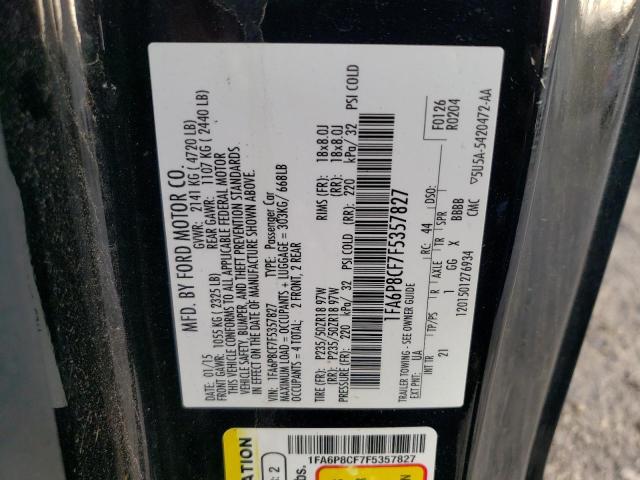 MFD. BY FORD MOTOR CO.
DATE: 01/15 GVWR: 2141 KG ( 4720 LB)
FRONT GAWR: 1055 KG ( 2325 LB) REAR GAWR: 1107 KG ( 2440 LB)
THIS VEHICLE CONFORMS TO ALL APPLICABLE FEDERAL MOTOR
VEHICLE SAFETY, BUMPER, AND THEFT PREVENTION STANDARDS
IN EFFECT ON THE DATE OF MANUFACTURE SHOWN ABOVE.
VIN: 1FA6P8CF7F5357827 TYPE: Passenger Car
MAXIMUM LOAD = OCCUPANTS + LUGGAGE = 303KG/ 668LB
OCCUPANTS = 4 TOTAL; 2 FRONT, 2 REAR
TIRE (FR): P235/50ZR18 97W RIMS (FR): 18x8.0J
(RR): P235/50ZR18 97W (RR): 18x8.0J
PRESSURE (FR): 220 kPa/ 32 PSI COLD (RR): 220 kPa/ 32 PSI COLD
1FA6P8CF7F5357827
F0126
R0204
TRAILER TOWING - SEE OWNER GUIDE
EXT PNT: UA RC: 44 DSO:
INT TR TP/PS R AXLE TR SPR
21 1 GG X BBBB
1201501276934 CMC ▽5U5A-5420472-AA
1FA6P8CF7F5357827
2